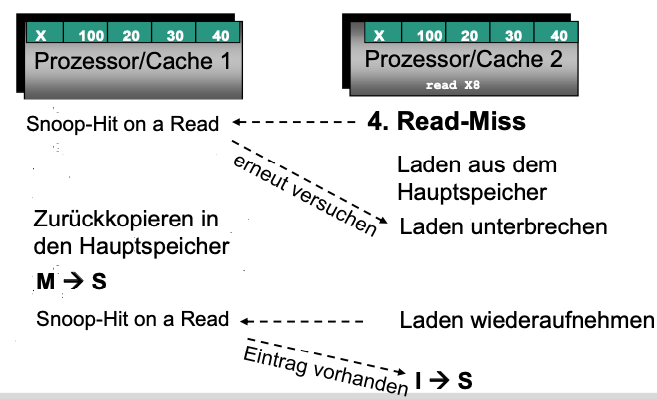 X 100 20 30 40
Prozessor/Cache 1
X 100 20 30 40
Prozessor/Cache 2
read X8
Snoop-Hit on a Read
4. Read-Miss
erneut versuchen
Laden aus dem
Hauptspeicher
Laden unterbrechen
Zurückkopieren in
den Hauptspeicher
M → S
Snoop-Hit on a Read
Laden wiederaufnehmen
Eintrag vorhanden
I → S